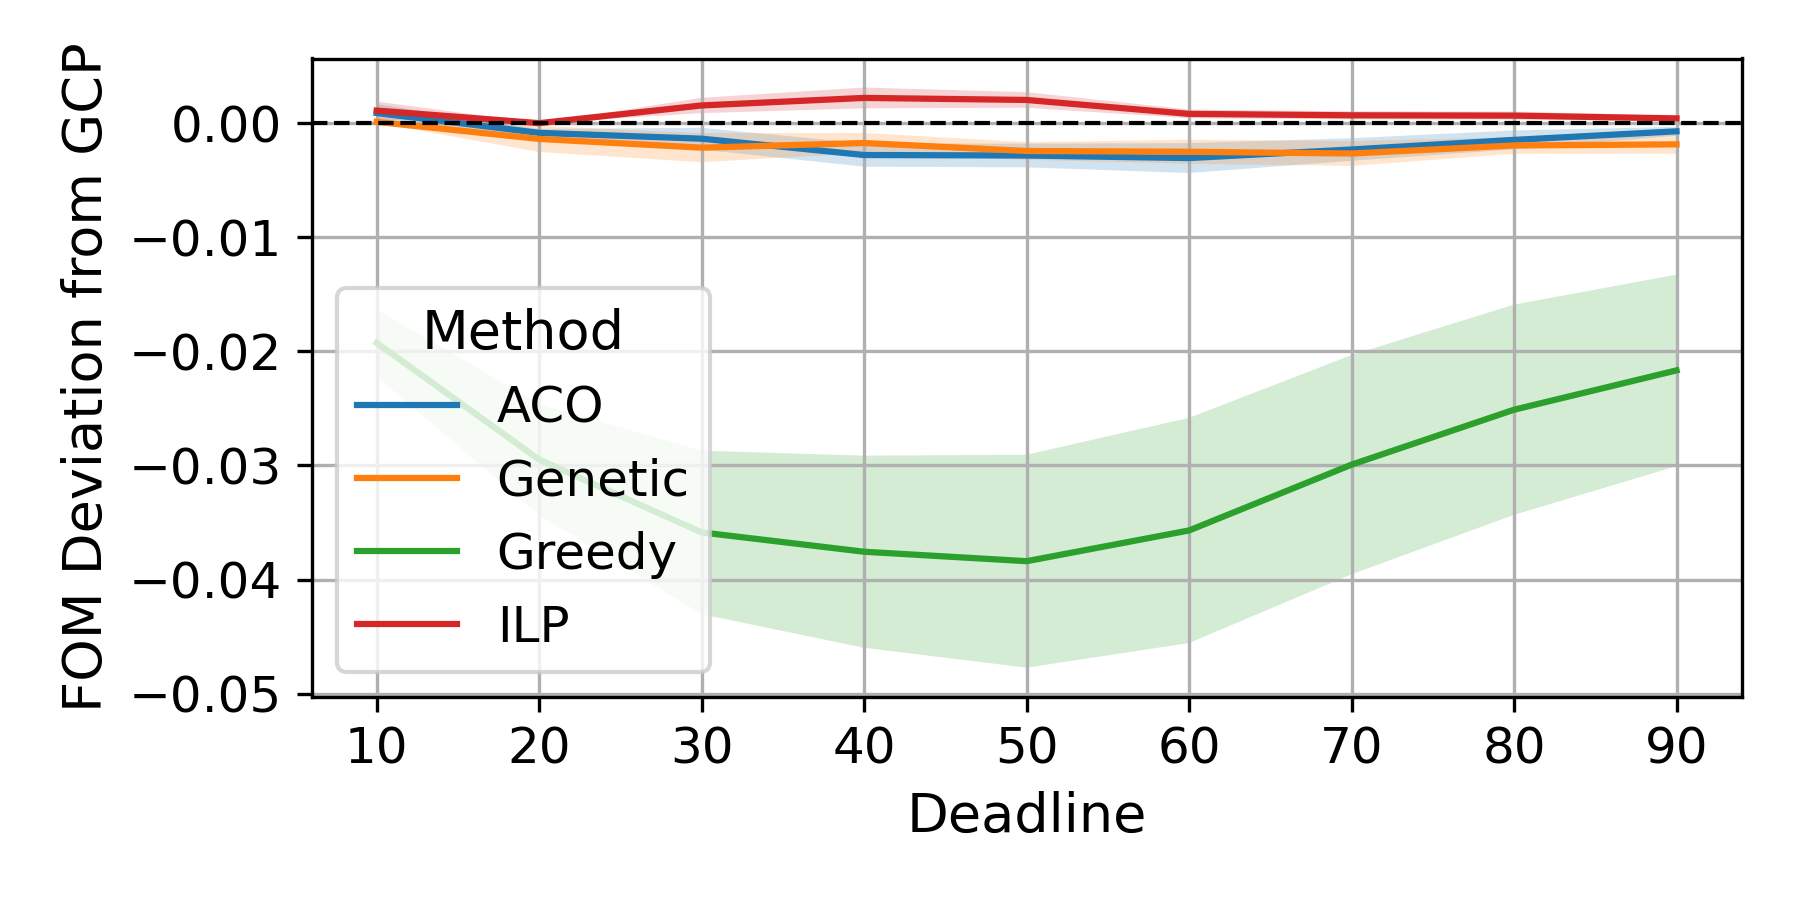 FOM Deviation from GCP
0.00
−0.01
−0.02
−0.03
−0.04
−0.05
Method
ACO
Genetic
Greedy
ILP
10 20 30 40 50 60 70 80 90
Deadline